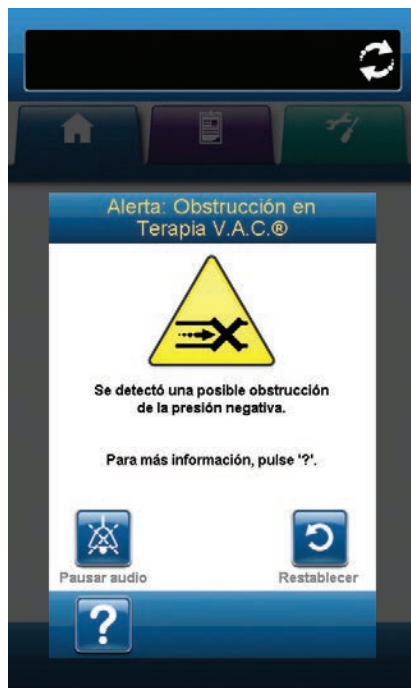 Alerta: Obstrucción en
Terapia V.A.C.®
Se detectó una posible obstrucción
de la presión negativa.
Para más información, pulse '?'.
Pausar audio
Restablecer
?